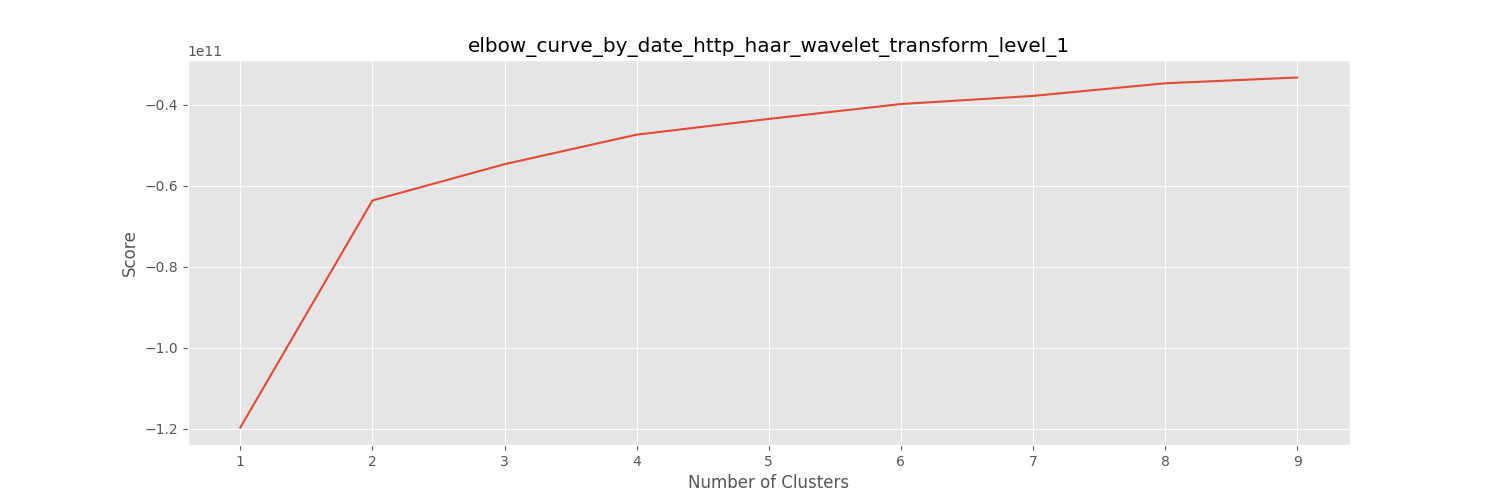 elbow_curve_by_date_http_haar_wavelet_transform_level_1
1e11
−0.4
−0.6
−0.8
−1.0
−1.2
Score
1 2 3 4 5 6 7 8 9
Number of Clusters